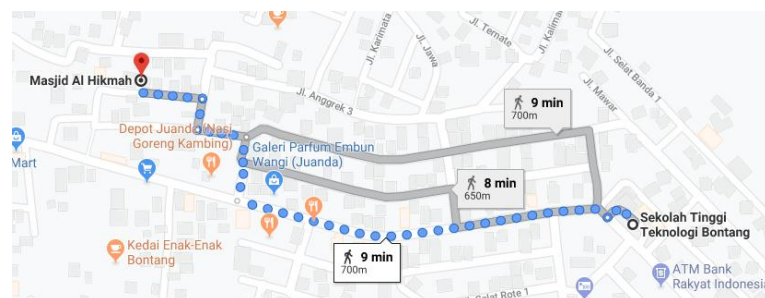 Jl. Karimata
Jl. Jawa
Jl. Ternate
Jl. Kalima
Jl. Selat Banda 1
Masjid Al Hikmah
Jl. Anggrek 3
9 min
700m
Jl. Mawar
Depot Juanda (Nasi
Goreng Kambing)
Galeri Parfum Embun
Wangi (Juanda)
Mart
8 min
650m
Sekolah Tinggi
Teknologi Bontang
Kedai Enak-Enak
Bontang
9 min
700m
ATM Bank
Rakyat Indonesia
Selat Rote 1